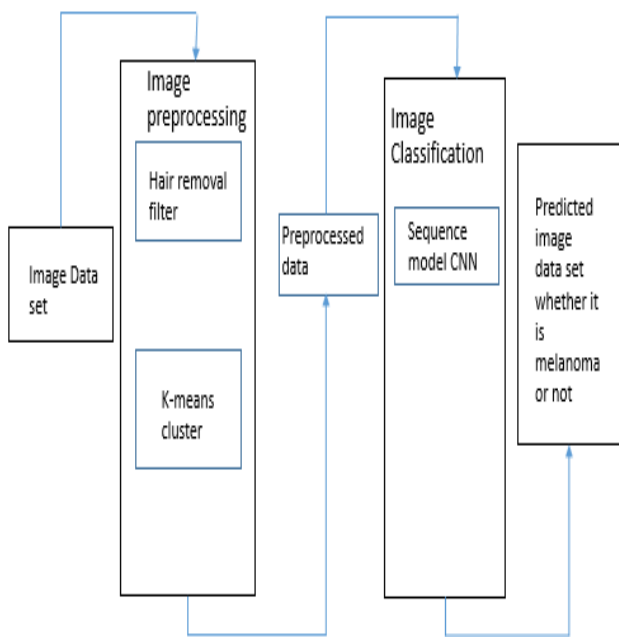 Image Data
set
Image
preprocessing
Hair removal
filter
K-means
cluster
Preprocessed
data
Image
Classification
Sequence
model CNN
Predicted
image
data set
whether it
is
melanoma
or not